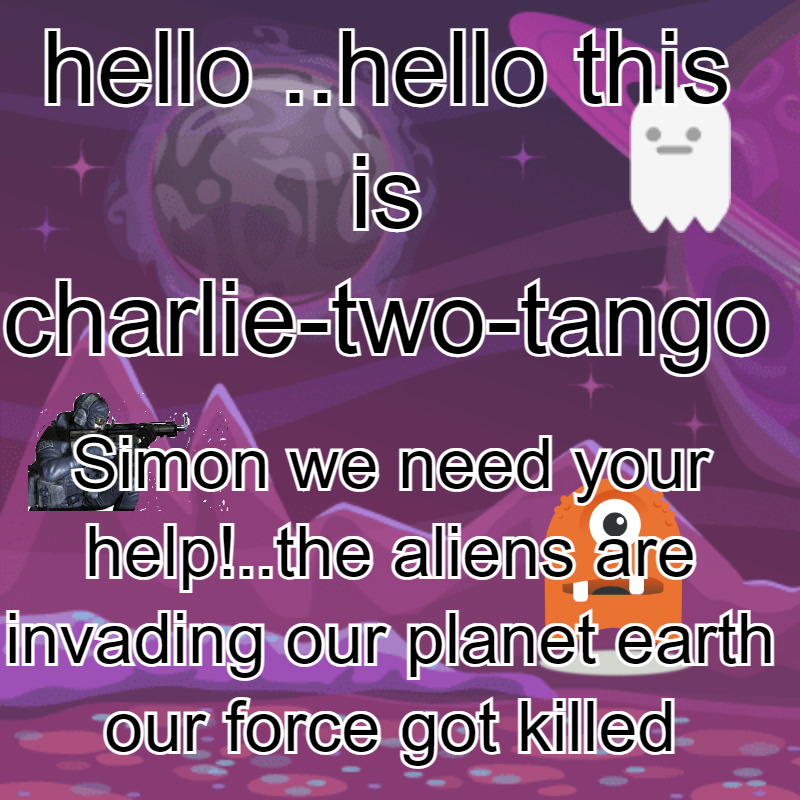 hello ..hello this
is
charlie-two-tango
Simon we need your
help!..the aliens are
invading our planet earth
our force got killed